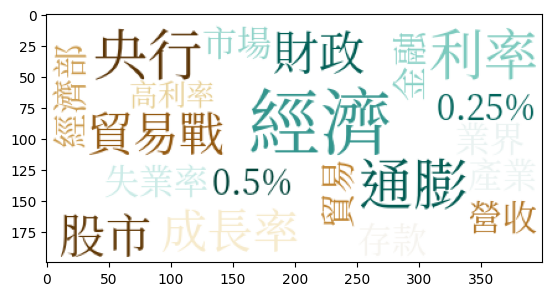 央行
市場
財政
金融
利率
經濟部
高利率
0.25%
經濟
貿易戰
業界
失業率
0.5%
貿易
通膨
產業
股市
成長率
存款
營收
0
25
50
75
100
125
150
175
0
50
100
150
200
250
300
350